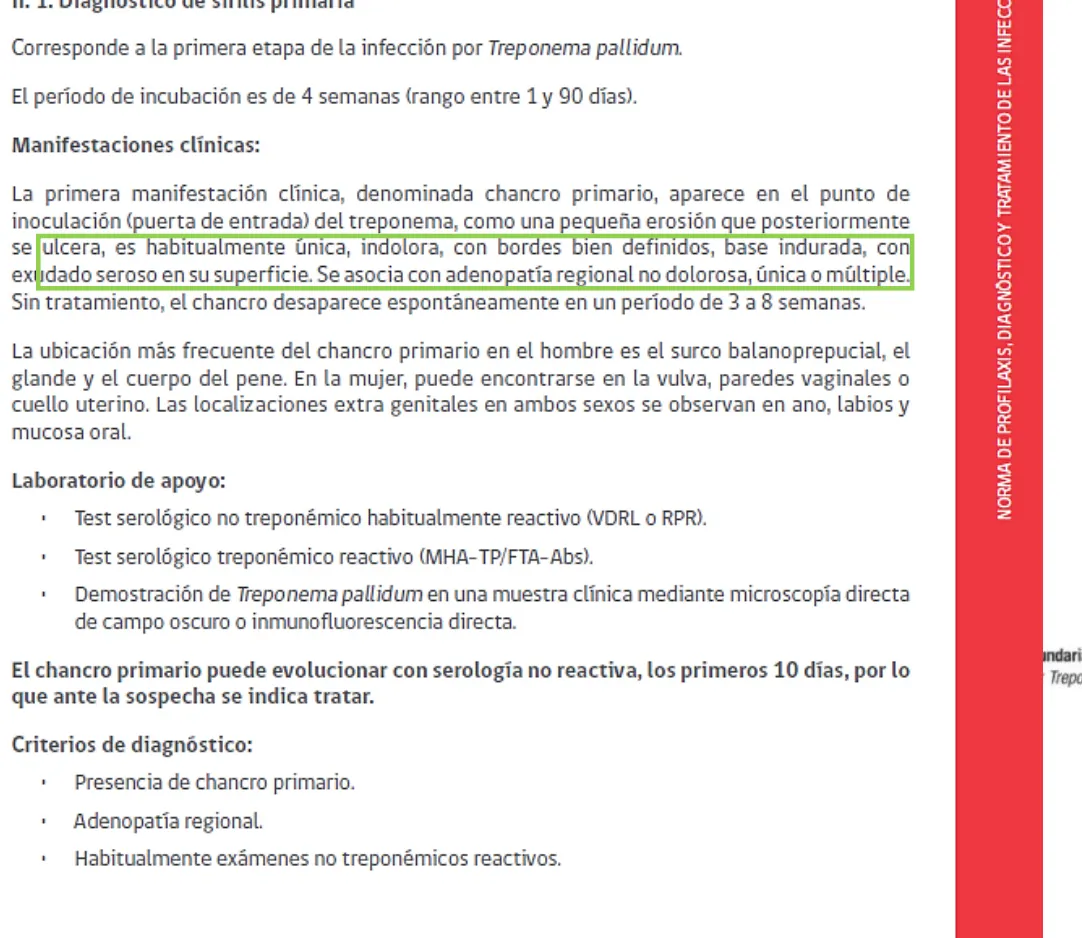 II. 1. Diagnóstico de sífilis primaria
Corresponde a la primera etapa de la infección por Treponema pallidum.
El período de incubación es de 4 semanas (rango entre 1 y 90 días).
Manifestaciones clínicas:
La primera manifestación clínica, denominada chancro primario, aparece en el punto de
inoculación (puerta de entrada) del treponema, como una pequeña erosión que posteriormente
se ulcera, es habitualmente única, indolora, con bordes bien definidos, base indurada, con
exudado seroso en su superficie. Se asocia con adenopatía regional no dolorosa, única o múltiple.
Sin tratamiento, el chancro desaparece espontáneamente en un período de 3 a 8 semanas.
La ubicación más frecuente del chancro primario en el hombre es el surco balanoprepucial, el
glande y el cuerpo del pene. En la mujer, puede encontrarse en la vulva, paredes vaginales o
cuello uterino. Las localizaciones extra genitales en ambos sexos se observan en ano, labios y
mucosa oral.
Laboratorio de apoyo:
· Test serológico no treponémico habitualmente reactivo (VDRL o RPR).
· Test serológico treponémico reactivo (MHA-TP/FTA-Abs).
· Demostración de Treponema pallidum en una muestra clínica mediante microscopía directa
de campo oscuro o inmunofluorescencia directa.
El chancro primario puede evolucionar con serología no reactiva, los primeros 10 días, por lo
que ante la sospecha se indica tratar.
Criterios de diagnóstico:
· Presencia de chancro primario.
· Adenopatía regional.
· Habitualmente exámenes no treponémicos reactivos.
NORMA DE PROFILAXIS, DIAGNÓSTICO Y TRATAMIENTO DE LAS INFECC
undari
Trepo